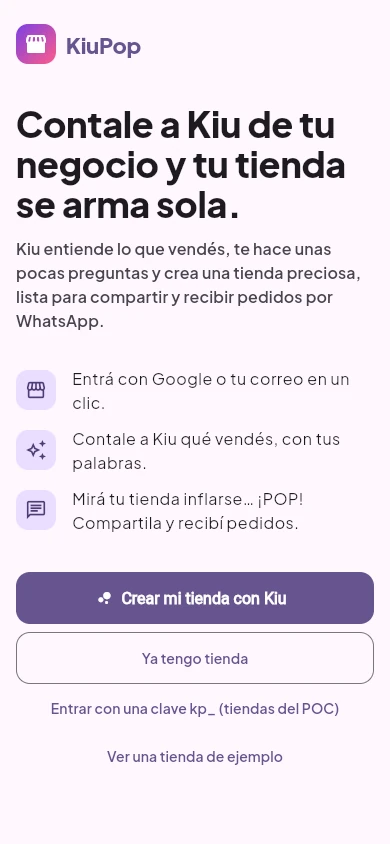 KiuPop
Contale a Kiu de tu
negocio y tu tienda
se arma sola.
Kiu entiende lo que vendés, te hace unas
pocas preguntas y crea una tienda preciosa,
lista para compartir y recibir pedidos por
WhatsApp.
Entrá con Google o tu correo en un
clic.
Contale a Kiu qué vendés, con tus
palabras.
Mirá tu tienda inflarse… ¡POP!
Compartila y recibí pedidos.
Crear mi tienda con Kiu
Ya tengo tienda
Entrar con una clave kp_ (tiendas del POC)
Ver una tienda de ejemplo